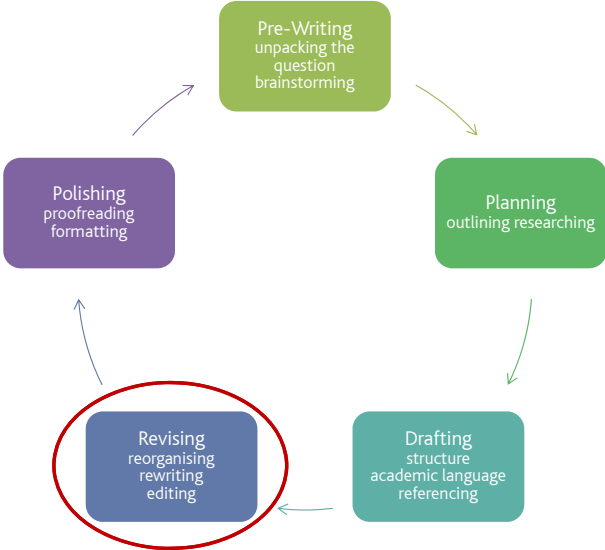 Pre-Writing
unpacking the
question
brainstorming
Planning
outlining researching
Drafting
structure
academic language
referencing
Revising
reorganising
rewriting
editing
Polishing
proofreading
formatting